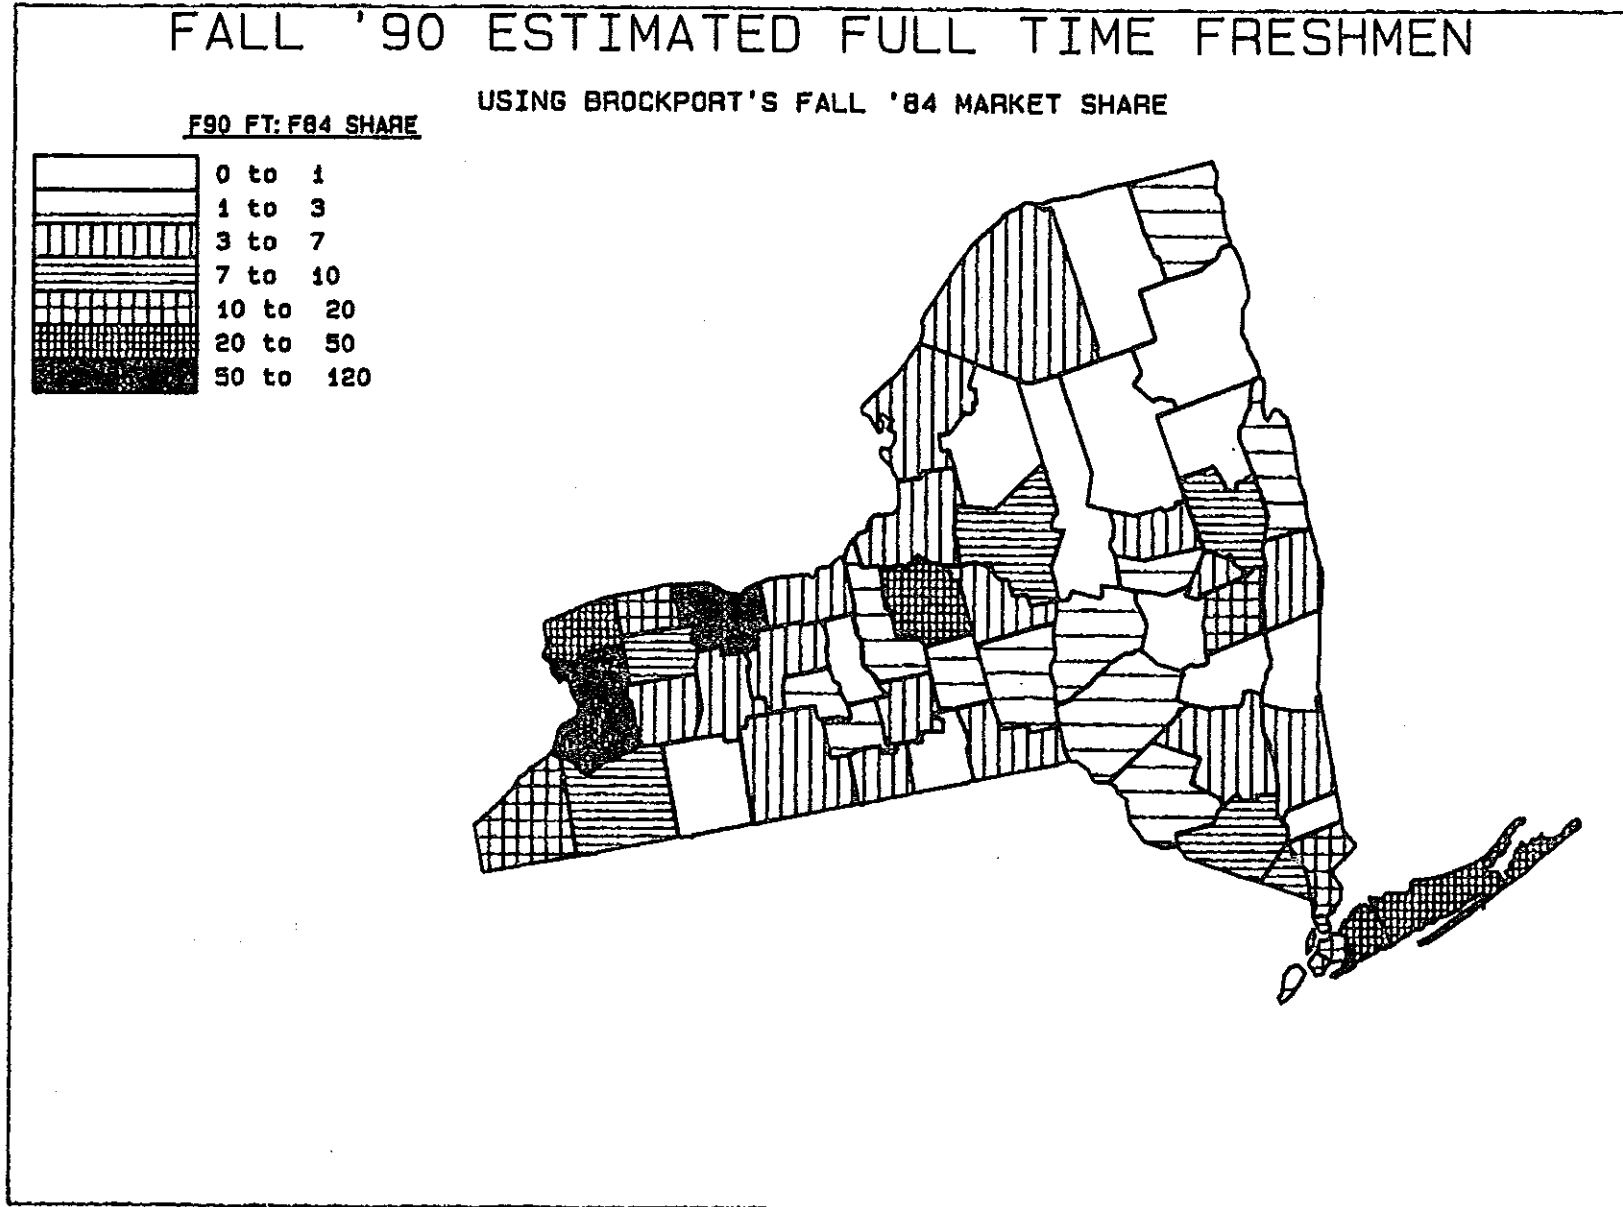 FALL '90 ESTIMATED FULL TIME FRESHMEN
USING BROCKPORT'S FALL '84 MARKET SHARE
F90 FT: F84 SHARE
0 to 1
1 to 3
3 to 7
7 to 10
10 to 20
20 to 50
50 to 120